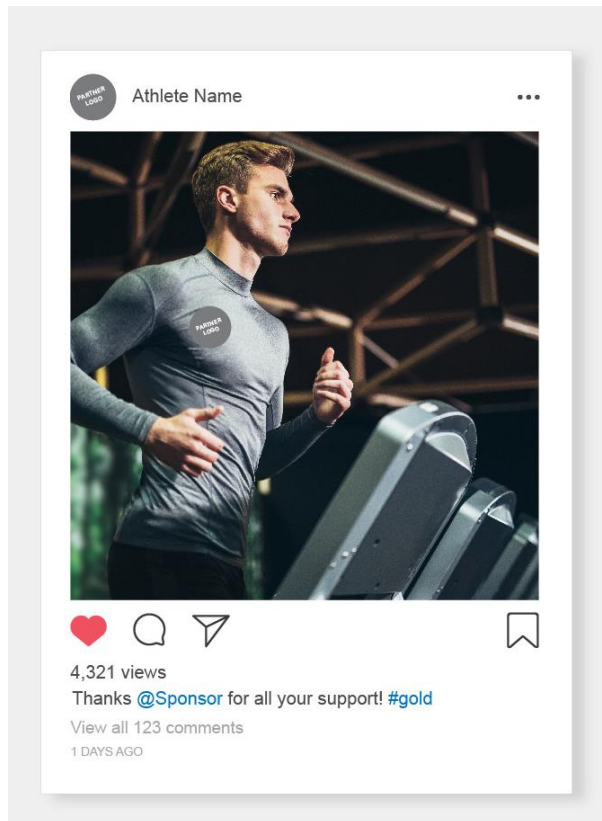 PARTNER
LOGO
Athlete Name
PARTNER
LOGO
4,321 views
Thanks @Sponsor for all your support! #gold
View all 123 comments
1 DAYS AGO